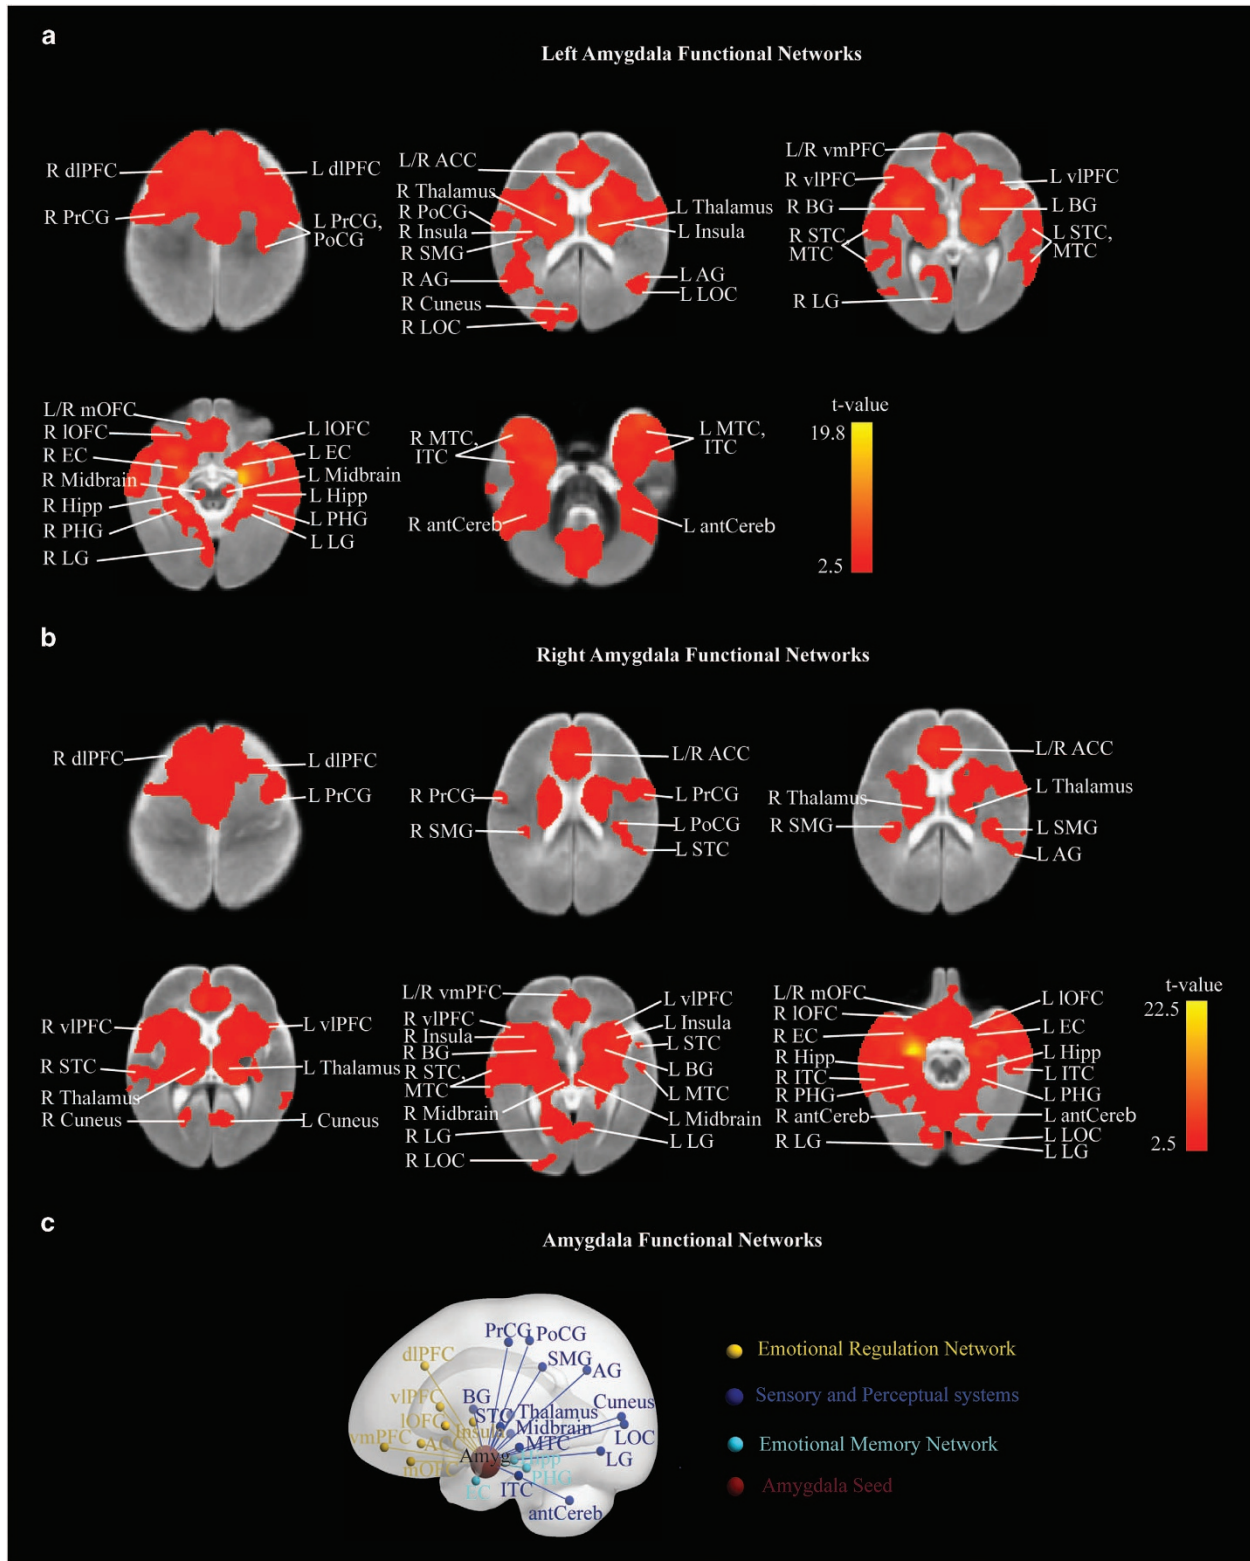 a
Left Amygdala Functional Networks
R dlPFC
L dlPFC
R PrCG
L PrCG,
PoCG
L/R ACC
R Thalamus
R PoCG
R Insula
R SMG
R AG
R Cuneus
R LOC
L Thalamus
L Insula
L AG
L LOC
L/R vmPFC
R vlPFC
R BG
R STC,
MTC
R LG
L vlPFC
L BG
L STC,
MTC
L/R mOFC
R lOFC
R EC
R Midbrain
R Hipp
R PHG
R LG
L lOFC
L EC
L Midbrain
L Hipp
L PHG
L LG
R MTC,
ITC
R antCereb
L MTC,
ITC
L antCereb
t-value
19.8
2.5
b
Right Amygdala Functional Networks
R dlPFC
L dlPFC
L PrCG
L/R ACC
R PrCG
R SMG
L PrCG
L PoCG
L STC
L/R ACC
R Thalamus
R SMG
L Thalamus
L SMG
L AG
R vlPFC
R STC
R Thalamus
R Cuneus
L vlPFC
L Thalamus
L Cuneus
L/R vmPFC
R vlPFC
R Insula
R BG
R STC,
MTC
R Midbrain
R LG
R LOC
L vlPFC
L Insula
L STC
L BG
L MTC
L Midbrain
L LG
L/R mOFC
R lOFC
R EC
R Hipp
R ITC
R PHG
R antCereb
R LG
L lOFC
L EC
L Hipp
L ITC
L PHG
L antCereb
L LOC
L LG
t-value
22.5
2.5
c
Amygdala Functional Networks
PrCG
PoCG
dlPFC
SMG
AG
vlPFC
BG
Cuneus
STC
Thalamus
lOFC
Insula
Midbrain
LOC
vmPFC
MTC
LG
Amyg
Hipp
PHG
EC
ITC
antCereb
Emotional Regulation Network
Sensory and Perceptual systems
Emotional Memory Network
Amygdala Seed